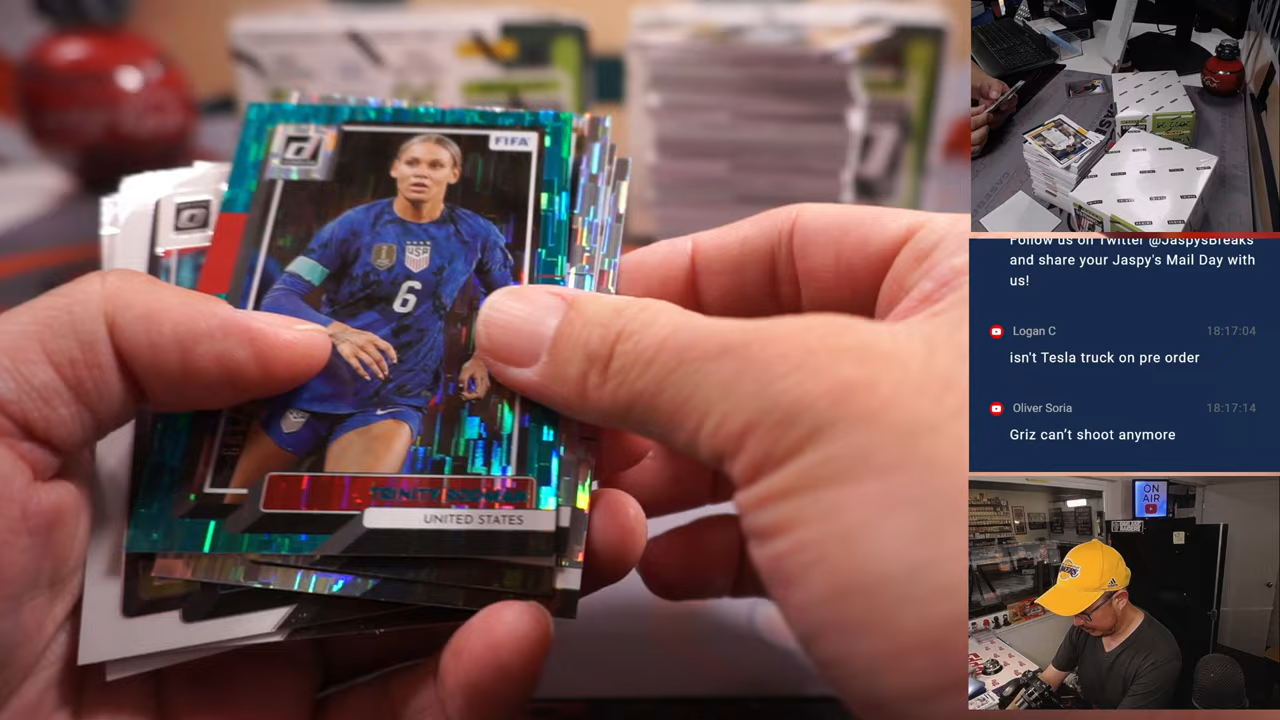 FIFA
6
TRINITY RODMAN
UNITED STATES
Follow us on Twitter @JaspysBreaks
and share your Jaspy's Mail Day with
us!
Logan C
18:17:04
isn't Tesla truck on pre order
Oliver Soria
18:17:14
Griz can't shoot anymore
ON
AIR